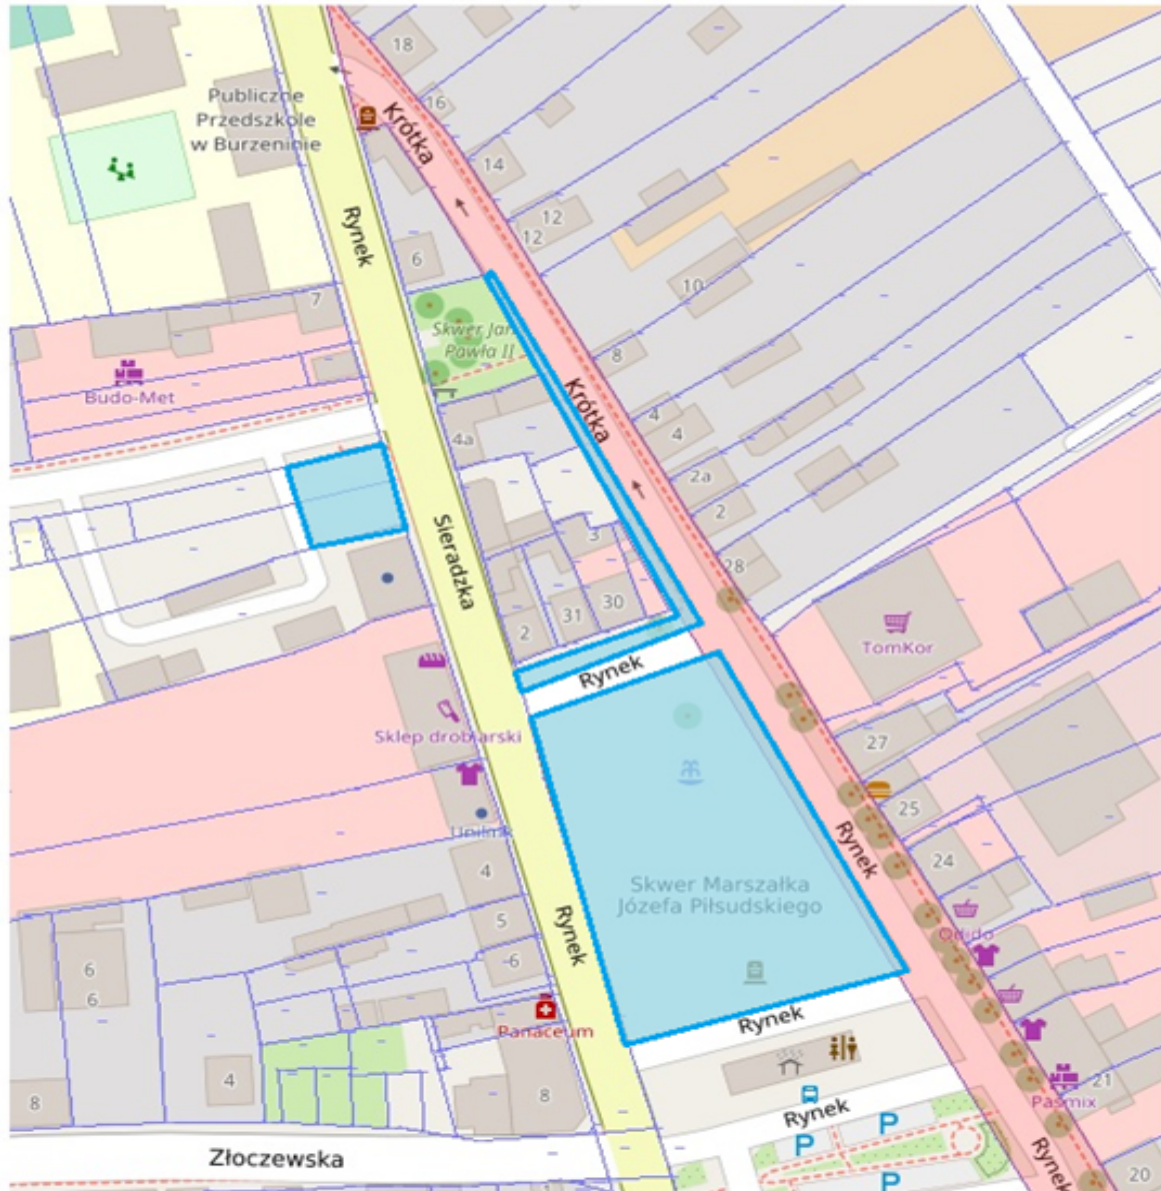 18
Publiczne
Przedszkole
w Burzeninie
16
Krótka
14
Rynek
12
12
6
10
7
Skwer Jan
Pawła II
8
Budo-Met
Krótka
4
4
4a
2a
2
Sieradzka
3
28
31
30
2
TomKor
Rynek
Sklep drobiarski
27
25
Unilink
Rynek
24
4
Skwer Marszałka
Józefa Piłsudskiego
5
Rynek
Odido
6
6
6
Panaceum
Rynek
4
8
8
21
Pasmix
Rynek
P
P
Złoczewska
Rynek
20
P